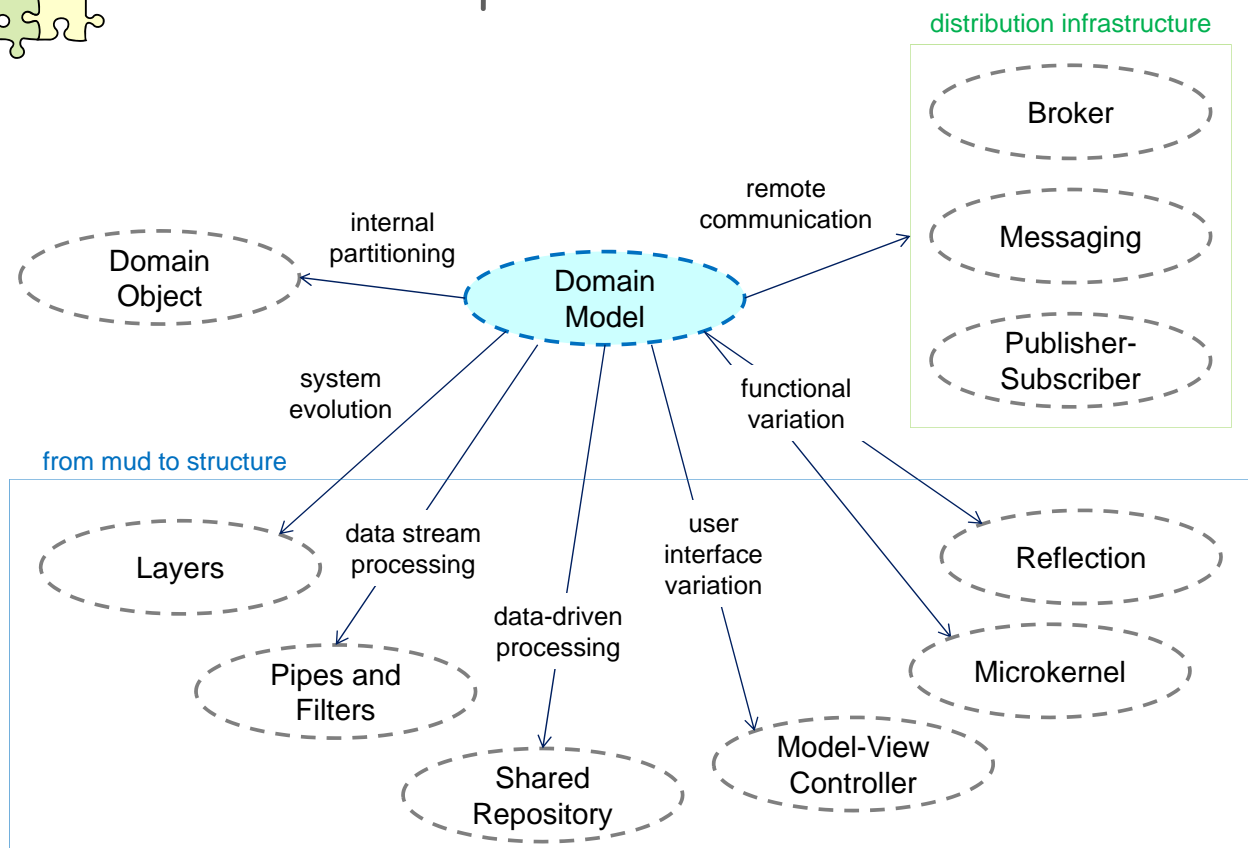 distribution infrastructure
Broker
remote
communication
internal
partitioning
Messaging
Domain
Object
Domain
Model
Publisher-
Subscriber
system
evolution
functional
variation
from mud to structure
data stream
processing
user
interface
variation
Layers
Reflection
data-driven
processing
Pipes and
Filters
Microkernel
Model-View
Controller
Shared
Repository